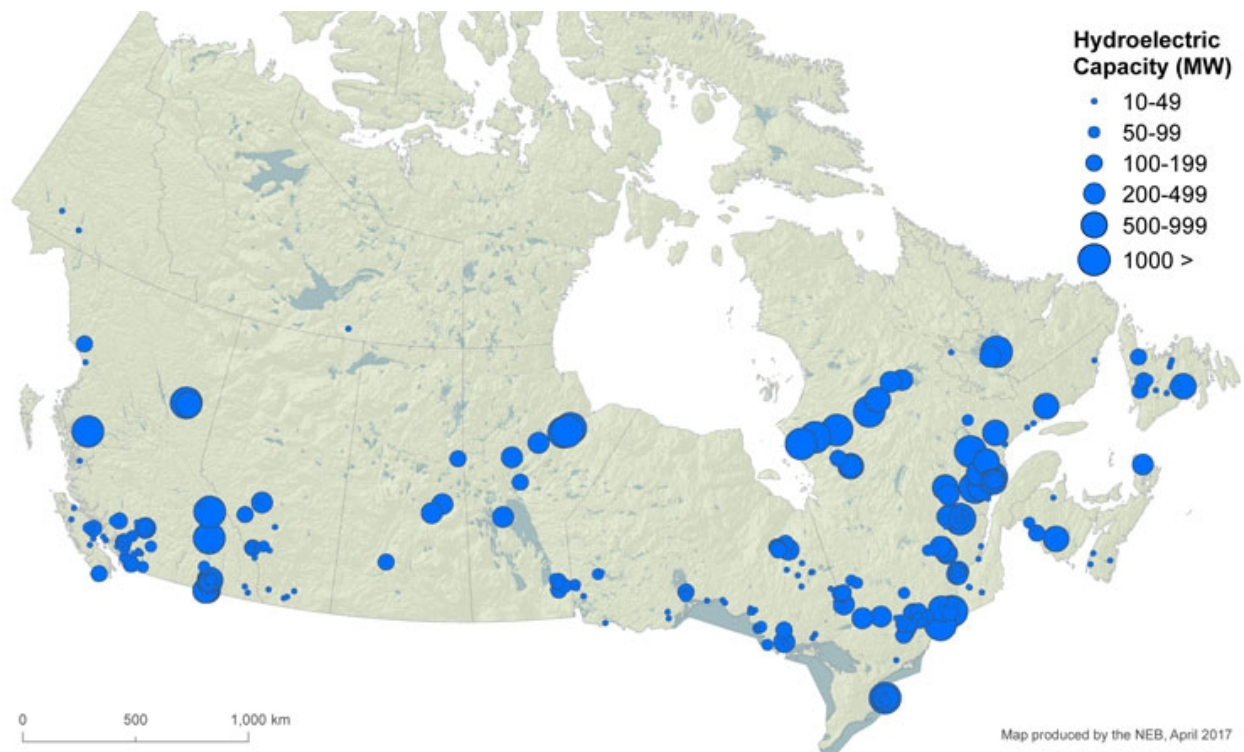 Hydroelectric
Capacity (MW)
10-49
50-99
100-199
200-499
500-999
1000 >
0 500 1,000 km
Map produced by the NEB, April 2017